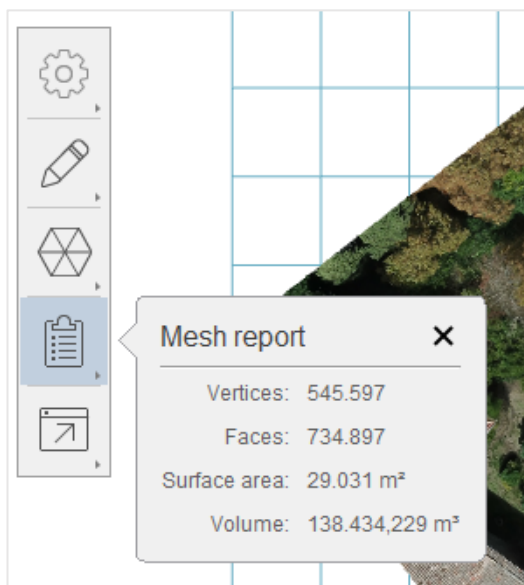 Mesh report
Vertices: 545.597
Faces: 734.897
Surface area: 29.031 m²
Volume: 138.434,229 m³